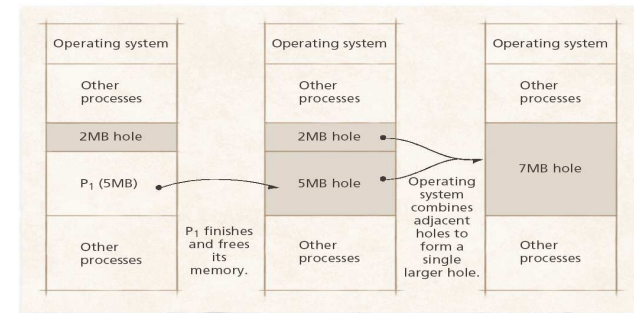 Operating system
Other
processes
2MB hole
P₁ (5MB)
Other
processes
P₁ finishes
and frees
its
memory.
Operating system
Other
processes
2MB hole
5MB hole
Other
processes
Operating
system
combines
adjacent
holes to
form a
single
larger hole.
Operating system
Other
processes
7MB hole
Other
processes